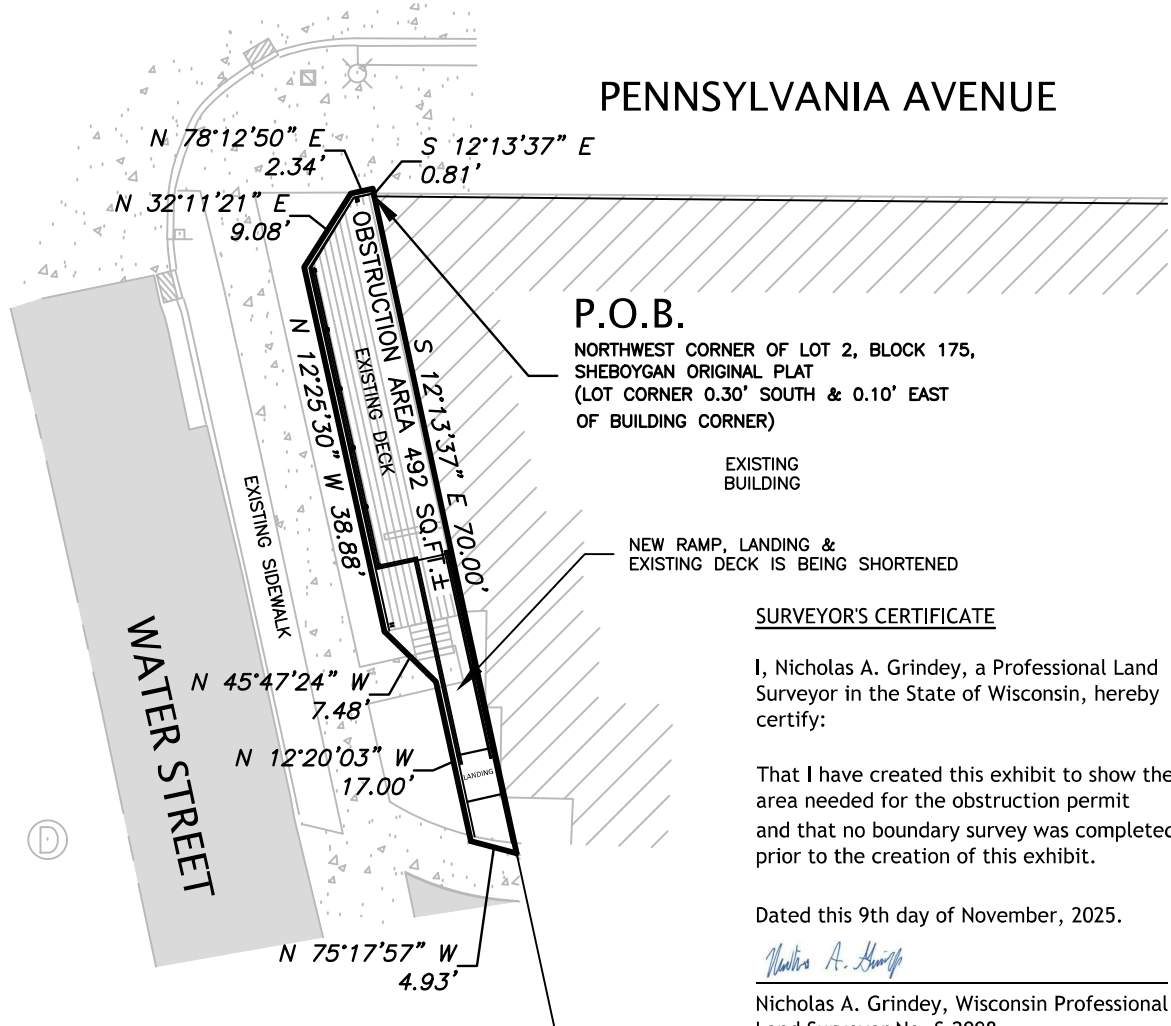 PENNSYLVANIA AVENUE
N 78°12'50" E
2.34'
S 12°13'37" E
0.81'
N 32°11'21" E
9.08'
OBSTRUCTION AREA 492 SQ.FT.±
EXISTING DECK
S 12°13'37" E 70.00'
N 12°25'30" W 38.88'
P.O.B.
NORTHWEST CORNER OF LOT 2, BLOCK 175,
SHEBOYGAN ORIGINAL PLAT
(LOT CORNER 0.30' SOUTH & 0.10' EAST
OF BUILDING CORNER)
EXISTING
BUILDING
EXISTING SIDEWALK
NEW RAMP, LANDING &
EXISTING DECK IS BEING SHORTENED
WATER STREET
N 45°47'24" W
7.48'
N 12°20'03" W
17.00'
LANDING
D
N 75°17'57" W
4.93'
SURVEYOR'S CERTIFICATE
I, Nicholas A. Grindey, a Professional Land
Surveyor in the State of Wisconsin, hereby
certify:
That I have created this exhibit to show the
area needed for the obstruction permit
and that no boundary survey was completed
prior to the creation of this exhibit.
Dated this 9th day of November, 2025.
Nicholas A. Grindey, Wisconsin Professional